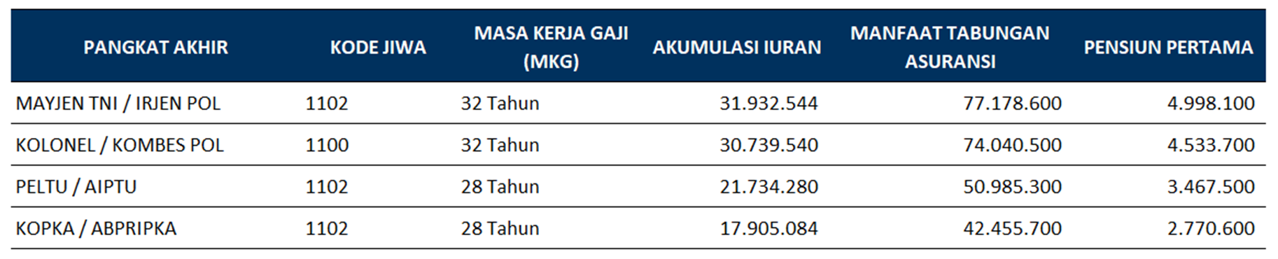 PANGKAT AKHIR KODE JIWA MASA KERJA GAJI (MKG) AKUMULASI IURAN MANFAAT TABUNGAN ASURANSI PENSIUN PERTAMA
MAYJEN TNI / IRJEN POL 1102 32 Tahun 31.932.544 77.178.600 4.998.100
KOLONEL / KOMBES POL 1100 32 Tahun 30.739.540 74.040.500 4.533.700
PELTU / AIPTU 1102 28 Tahun 21.734.280 50.985.300 3.467.500
KOPKA / ABPRIPKA 1102 28 Tahun 17.905.084 42.455.700 2.770.600